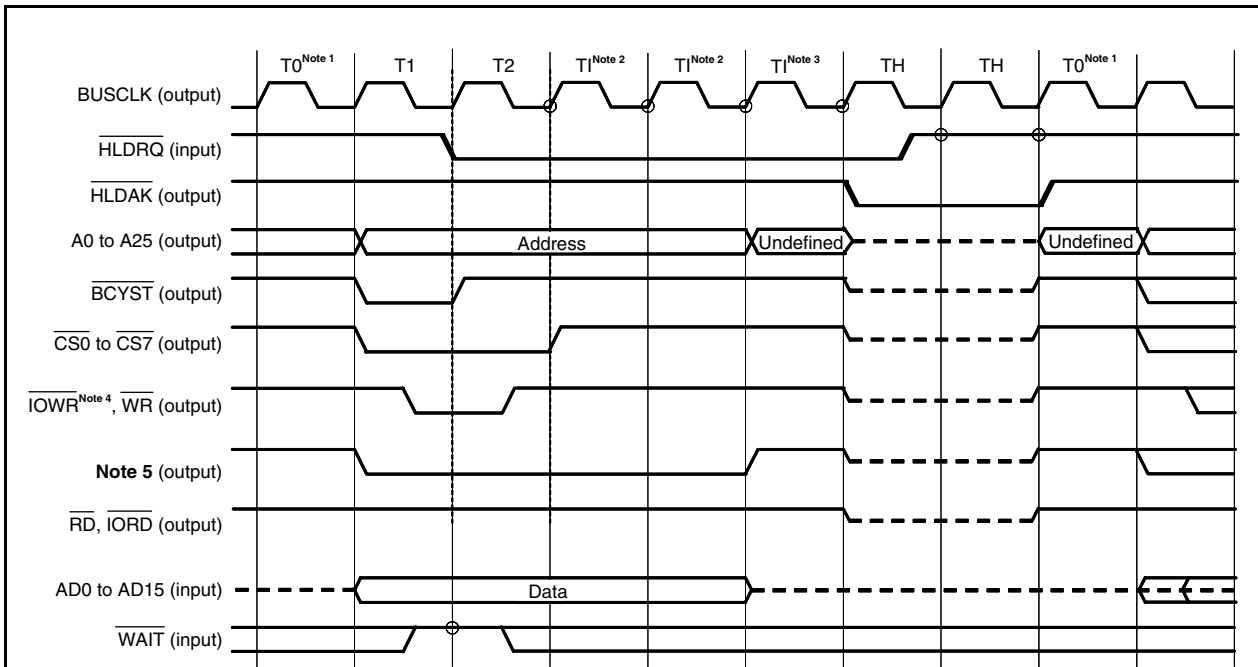 T0Note 1 T1 T2 TINote 2 TINote 2 TINote 3 TH TH T0Note 1
BUSCLK (output)
HLDRQ (input)
HLDAK (output)
A0 to A25 (output) Address Undefined Undefined
BCYST (output)
CS0 to CS7 (output)
IOWRNote 4, WR (output)
Note 5 (output)
RD, IORD (output)
AD0 to AD15 (input) Data
WAIT (input)